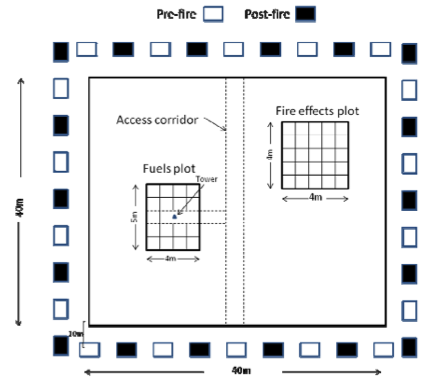 Pre-fire Post-fire
Access corridor
Fire effects plot
4m
4m
Fuels plot
Tower
5m
4m
40m
10m
40m